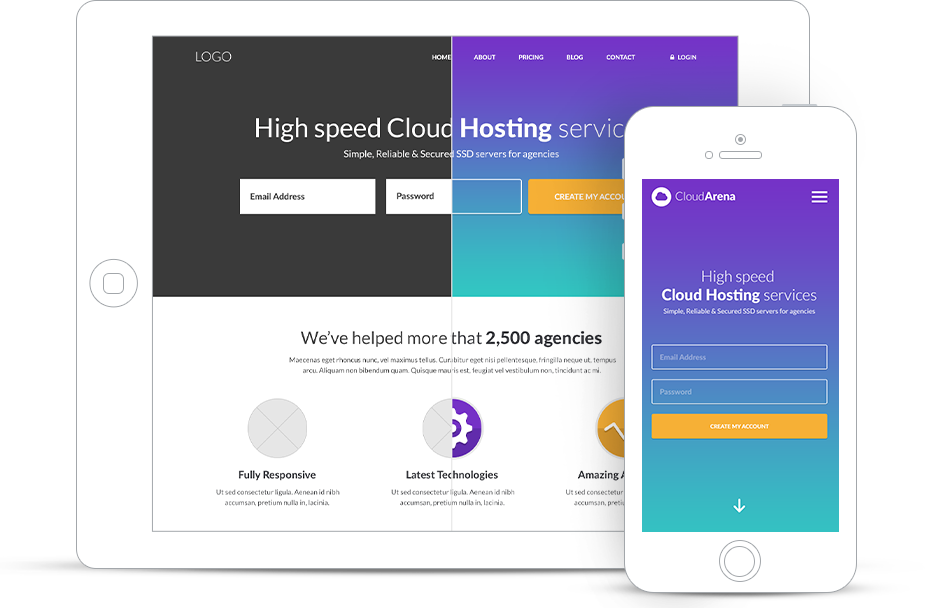 LOGO
HOME ABOUT PRICING BLOG CONTACT LOGIN
High speed Cloud Hosting servic
Simple, Reliable & Secured SSD servers for agencies
Email Address Password CREATE MY ACCOU
We've helped more that 2,500 agencies
Maecenas eget rhoncus nunc, vel maximus tellus. Curabitur eget nisi pellentesque, fringilla neque ut, tempus
arcu. Aliquam non bibendum quam. Quisque mauris est, feugiat vel vestibulum non, tincidunt ac mi.
Fully Responsive
Ut sed consectetur ligula. Aenean id nibh
accumsan, pretium nulla in, lacinia.
Latest Technologies
Ut sed consectetur ligula. Aenean id nibh
accumsan, pretium nulla in, lacinia.
Amazing A
Ut sed consectetu
accumsan, preti
CloudArena
High speed
Cloud Hosting services
Simple, Reliable & Secured SSD servers for agencies
Email Address
Password
CREATE MY ACCOUNT